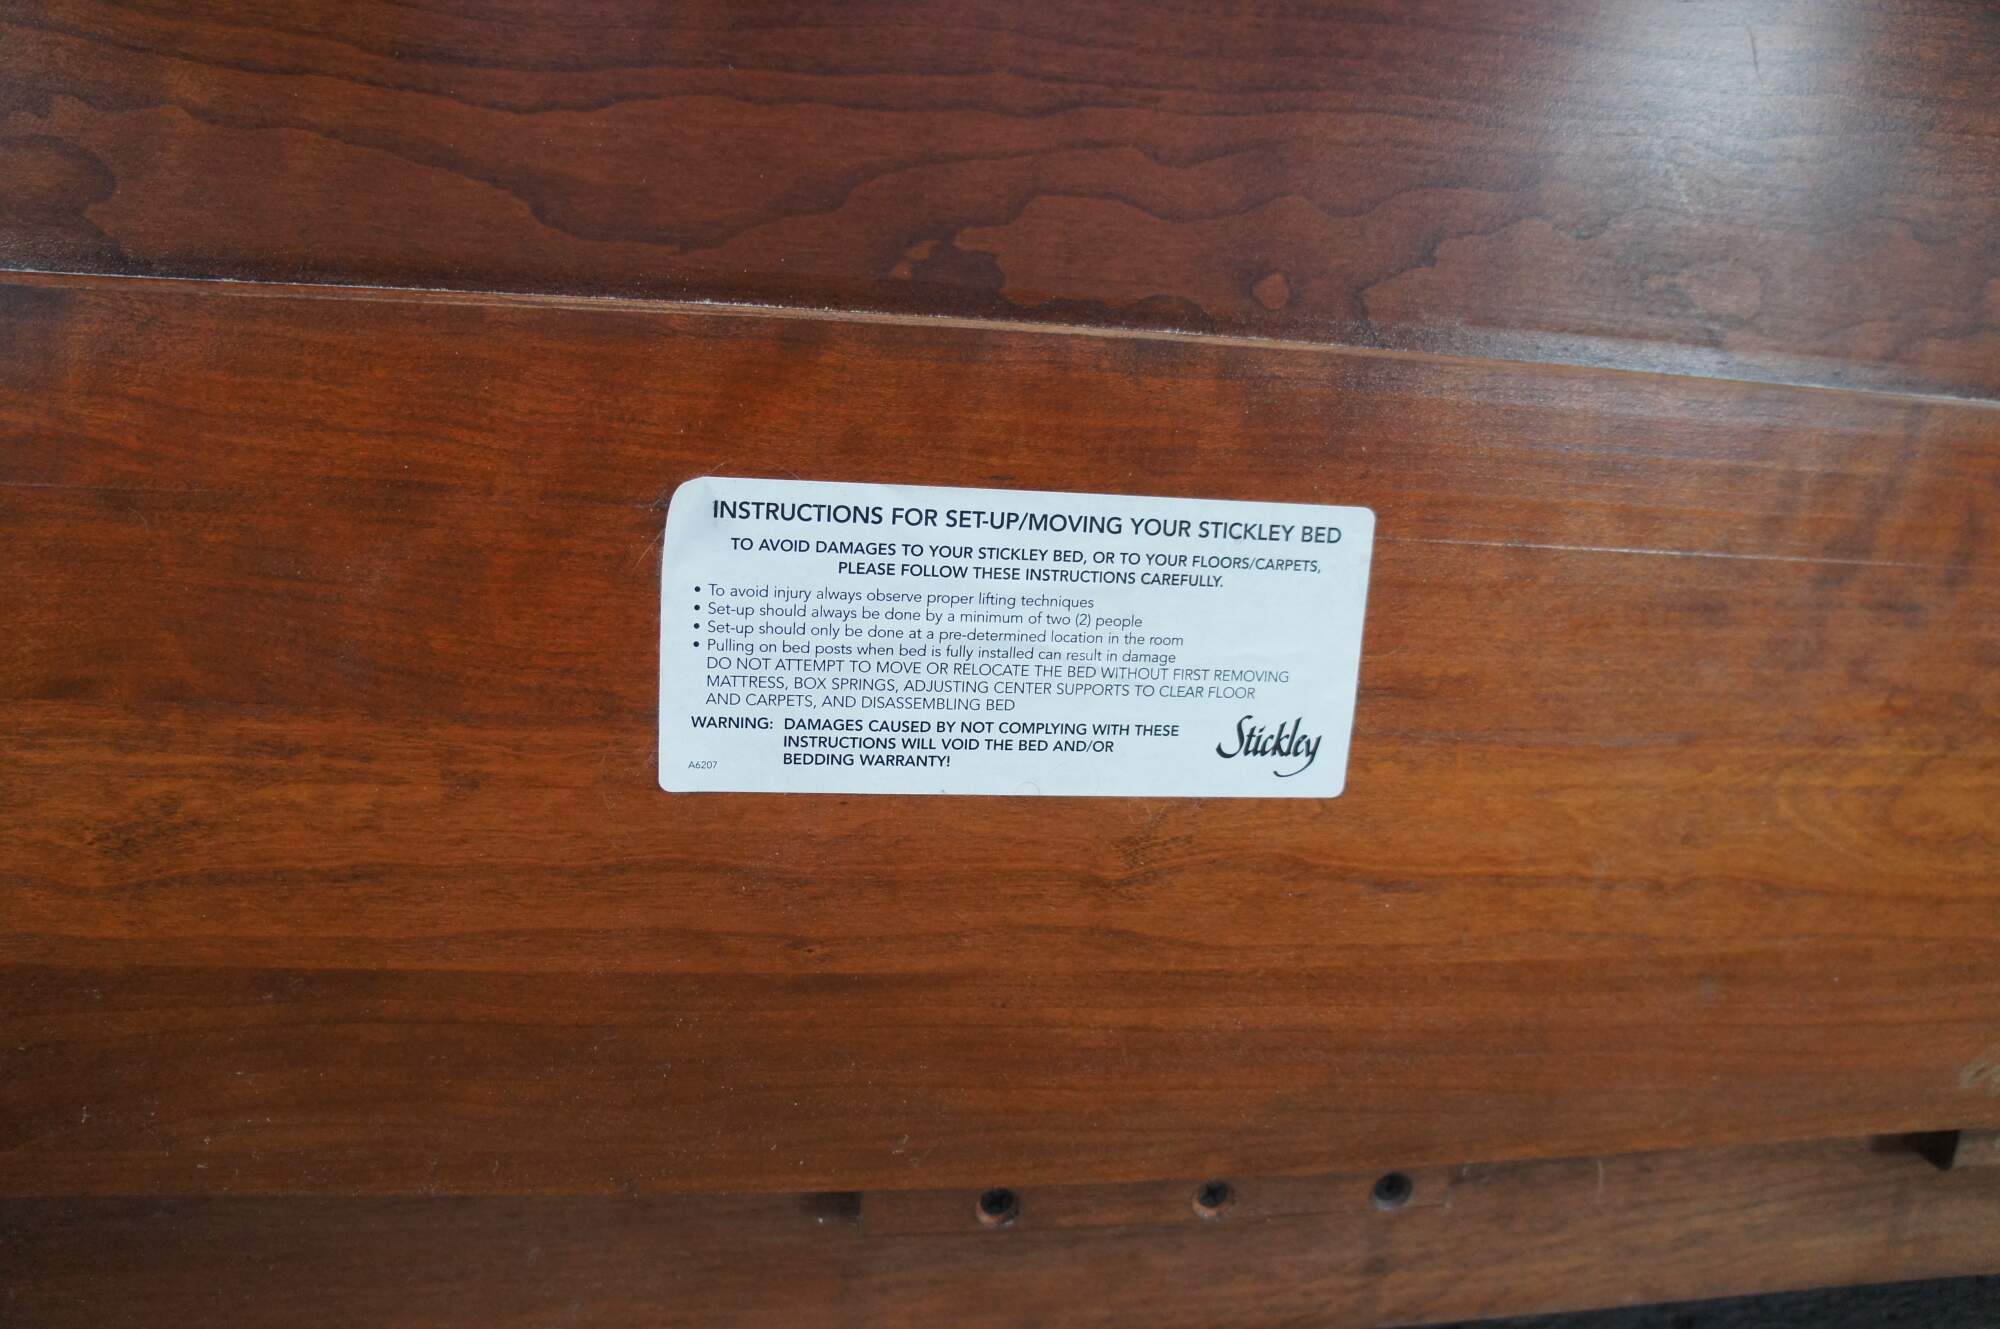 INSTRUCTIONS FOR SET-UP/MOVING YOUR STICKLEY BED
TO AVOID DAMAGES TO YOUR STICKLEY BED, OR TO YOUR FLOORS/CARPETS,
PLEASE FOLLOW THESE INSTRUCTIONS CAREFULLY.
• To avoid injury always observe proper lifting techniques
• Set-up should always be done by a minimum of two (2) people
• Set-up should only be done at a pre-determined location in the room
• Pulling on bed posts when bed is fully installed can result in damage
DO NOT ATTEMPT TO MOVE OR RELOCATE THE BED WITHOUT FIRST REMOVING
MATTRESS, BOX SPRINGS, ADJUSTING CENTER SUPPORTS TO CLEAR FLOOR
AND CARPETS, AND DISASSEMBLING BED
WARNING: DAMAGES CAUSED BY NOT COMPLYING WITH THESE
INSTRUCTIONS WILL VOID THE BED AND/OR
BEDDING WARRANTY!
Stickley
A6207